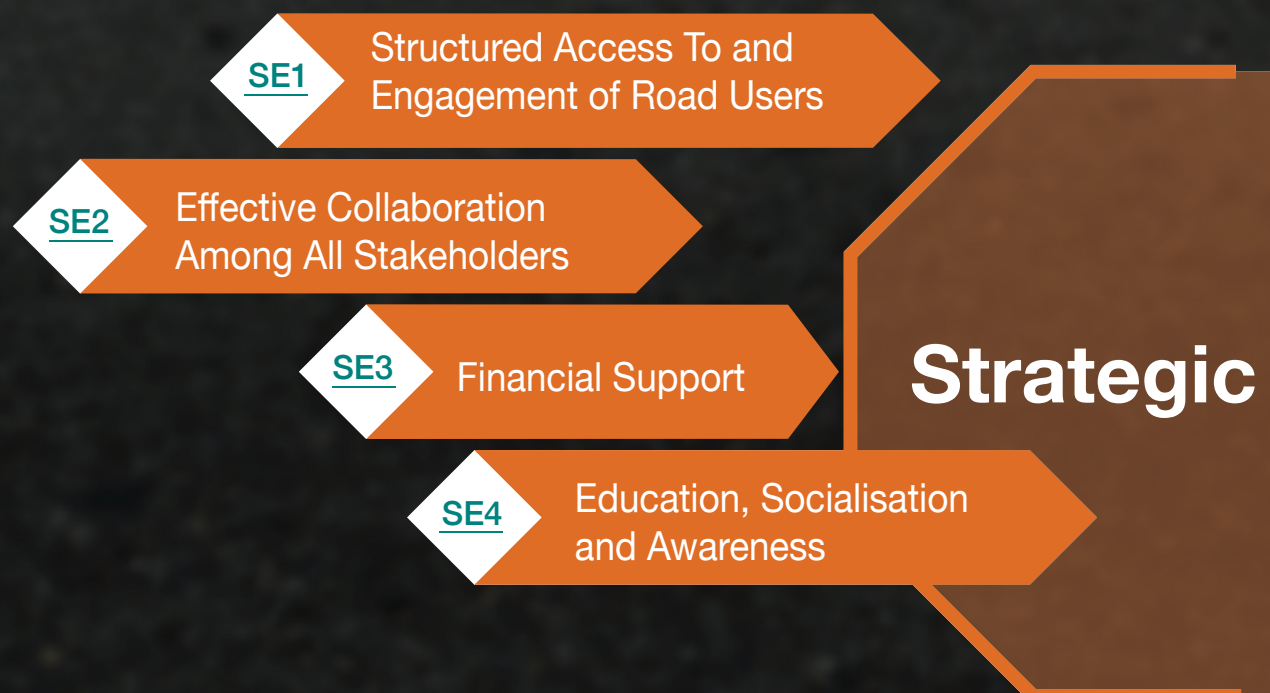 SE1
Structured Access To and
Engagement of Road Users
SE2
Effective Collaboration
Among All Stakeholders
SE3
Financial Support
Strategic
SE4
Education, Socialisation
and Awareness